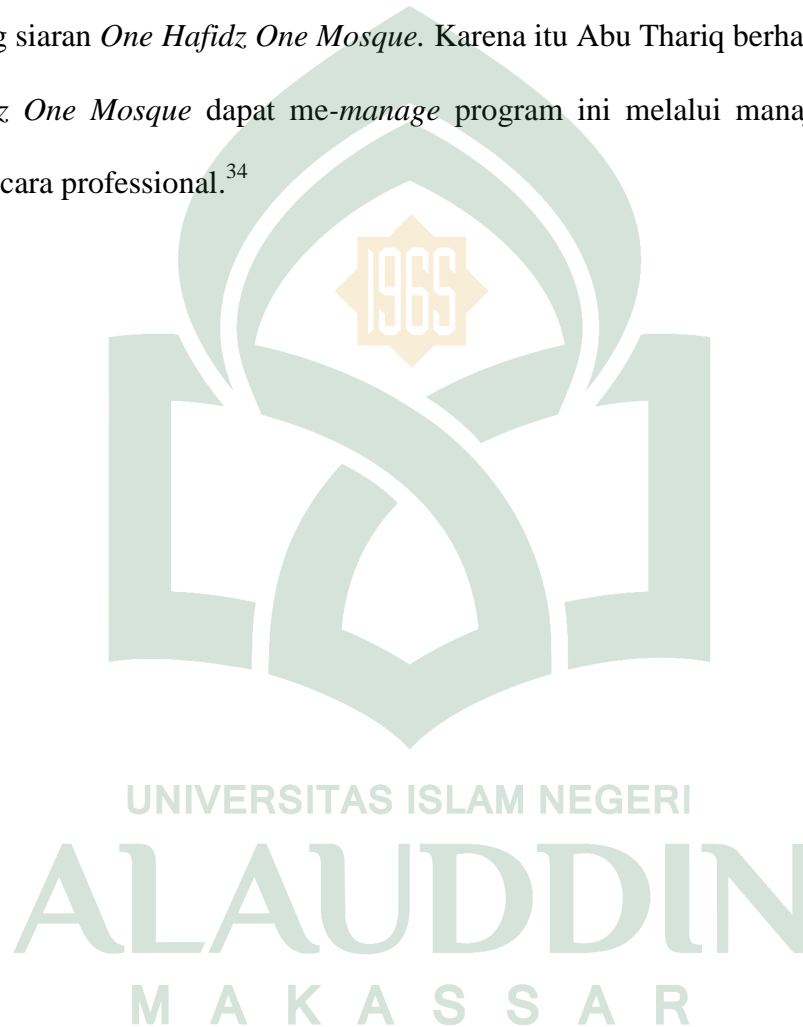 g siaran One Hafidz One Mosque. Karena itu Abu Thariq berha
z One Mosque dapat me-manage program ini melalui mana
cara professional.34
1965
UNIVERSITAS ISLAM NEGERI
ALAUDDIN
MAKASSAR